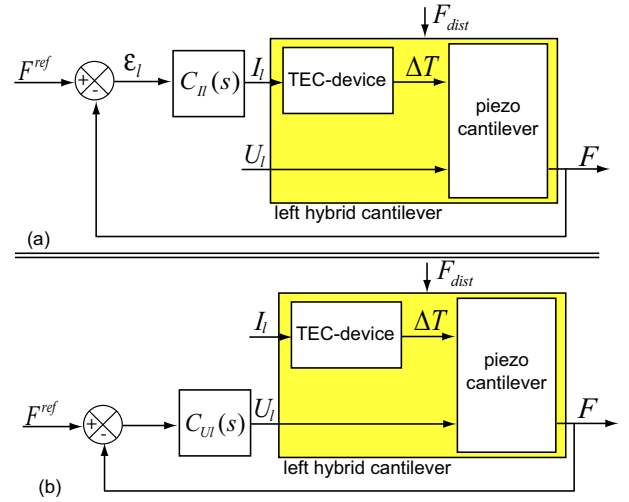 F_dist
F^ref + - ε_l C_Il(s) I_l TEC-device ΔT piezo cantilever
U_l F
left hybrid cantilever
(a)
F_dist
I_l TEC-device ΔT piezo cantilever
F^ref + - C_Ul(s) U_l F
left hybrid cantilever
(b)